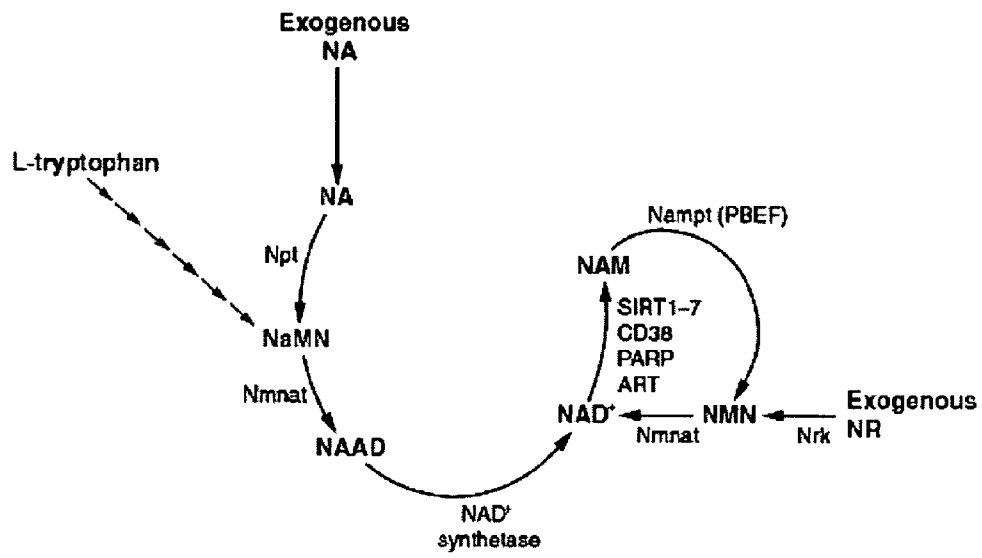 Exogenous
NA
L-tryptophan
NA
Npt
NaMN
Nmnat
NAAD
NAD⁺
synthetase
Nampt (PBEF)
NAM
SIRT1–7
CD38
PARP
ART
NAD⁺
Nmnat
NMN
Nrk
Exogenous
NR